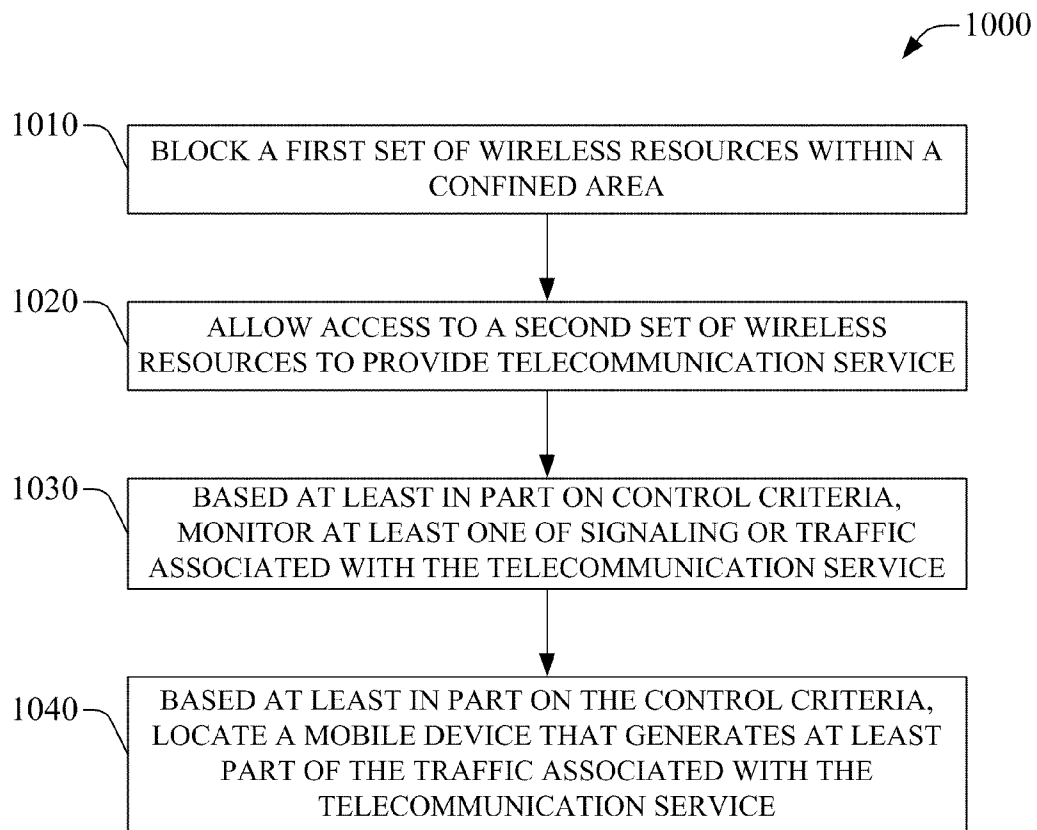 1000
1010
BLOCK A FIRST SET OF WIRELESS RESOURCES WITHIN A
CONFINED AREA
1020
ALLOW ACCESS TO A SECOND SET OF WIRELESS
RESOURCES TO PROVIDE TELECOMMUNICATION SERVICE
1030
BASED AT LEAST IN PART ON CONTROL CRITERIA,
MONITOR AT LEAST ONE OF SIGNALING OR TRAFFIC
ASSOCIATED WITH THE TELECOMMUNICATION SERVICE
1040
BASED AT LEAST IN PART ON THE CONTROL CRITERIA,
LOCATE A MOBILE DEVICE THAT GENERATES AT LEAST
PART OF THE TRAFFIC ASSOCIATED WITH THE
TELECOMMUNICATION SERVICE